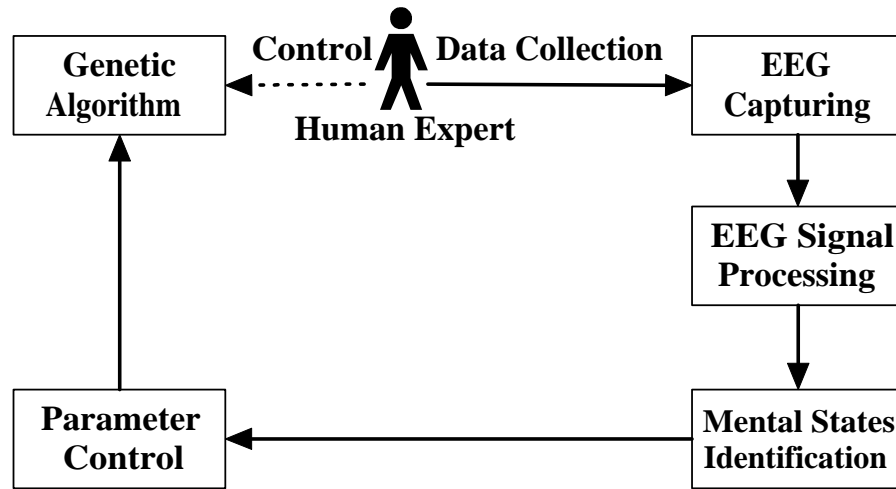 Genetic
Algorithm
Control
Data Collection
Human Expert
EEG
Capturing
EEG Signal
Processing
Mental States
Identification
Parameter
Control